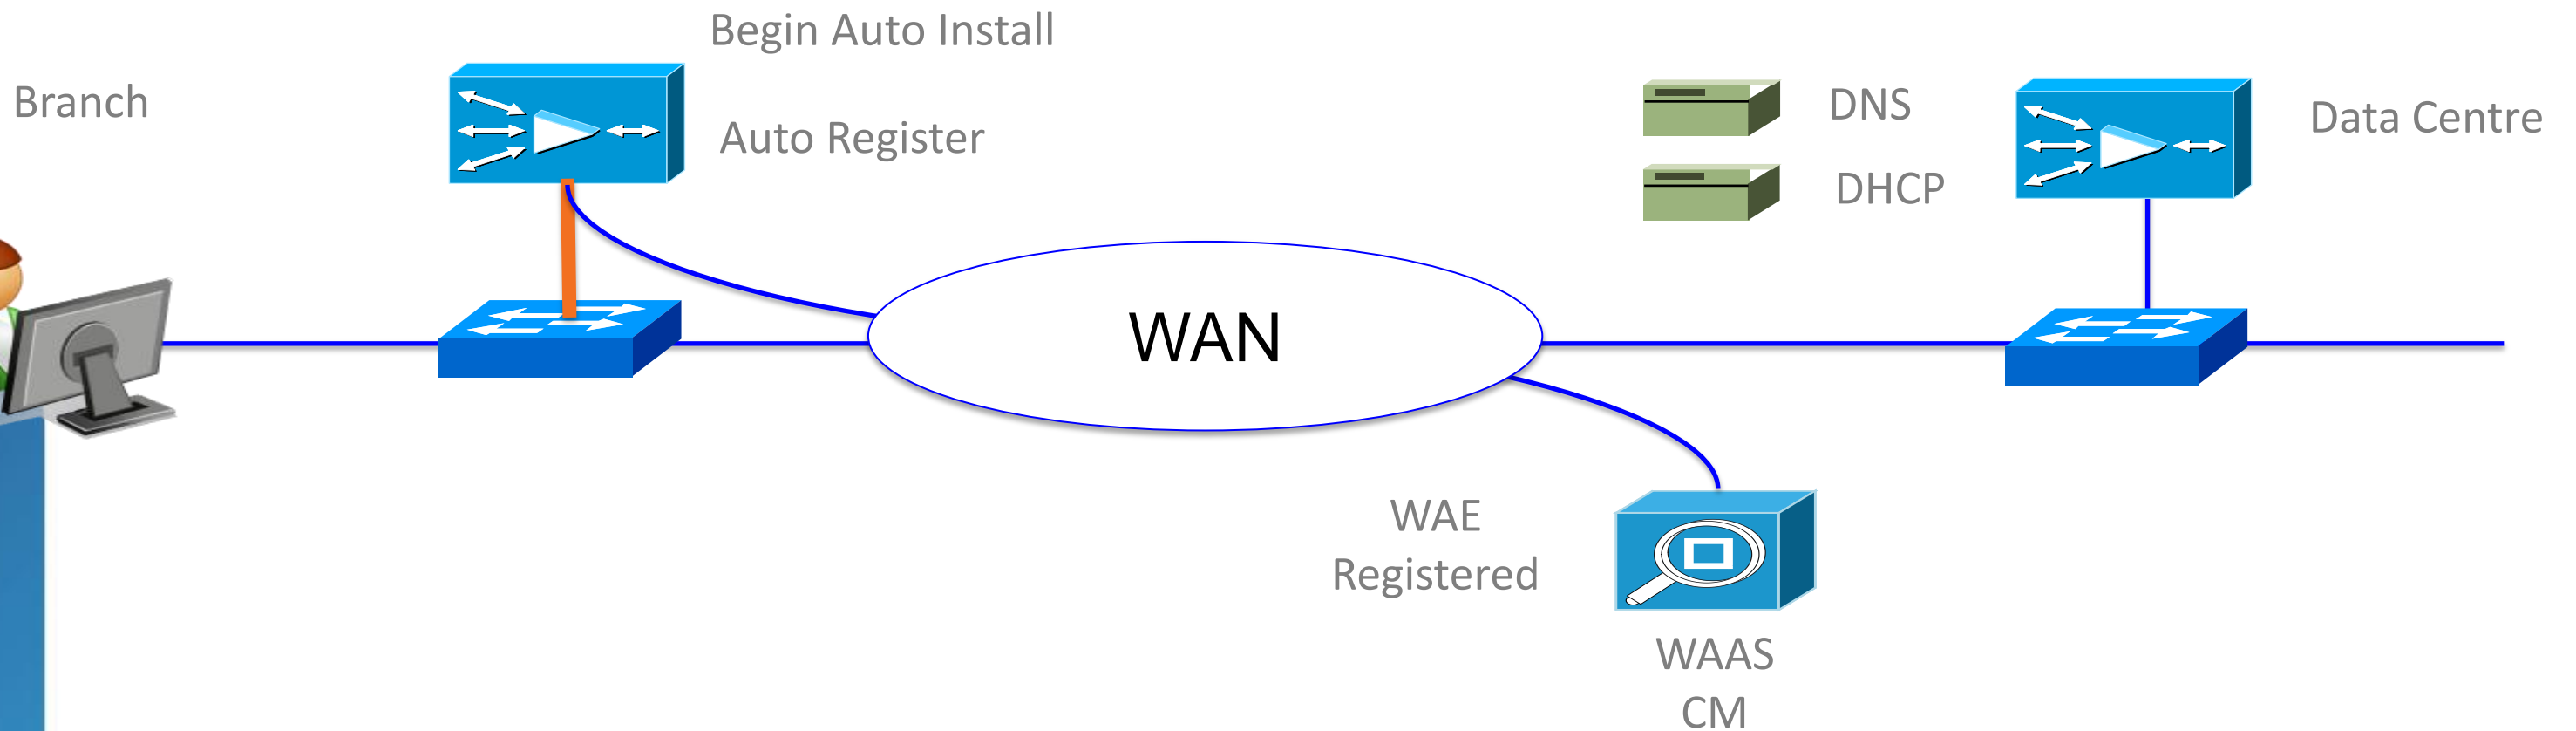 Begin Auto Install
Branch
Auto Register
DNS
DHCP
Data Centre
WAN
WAE
Registered
WAAS
CM